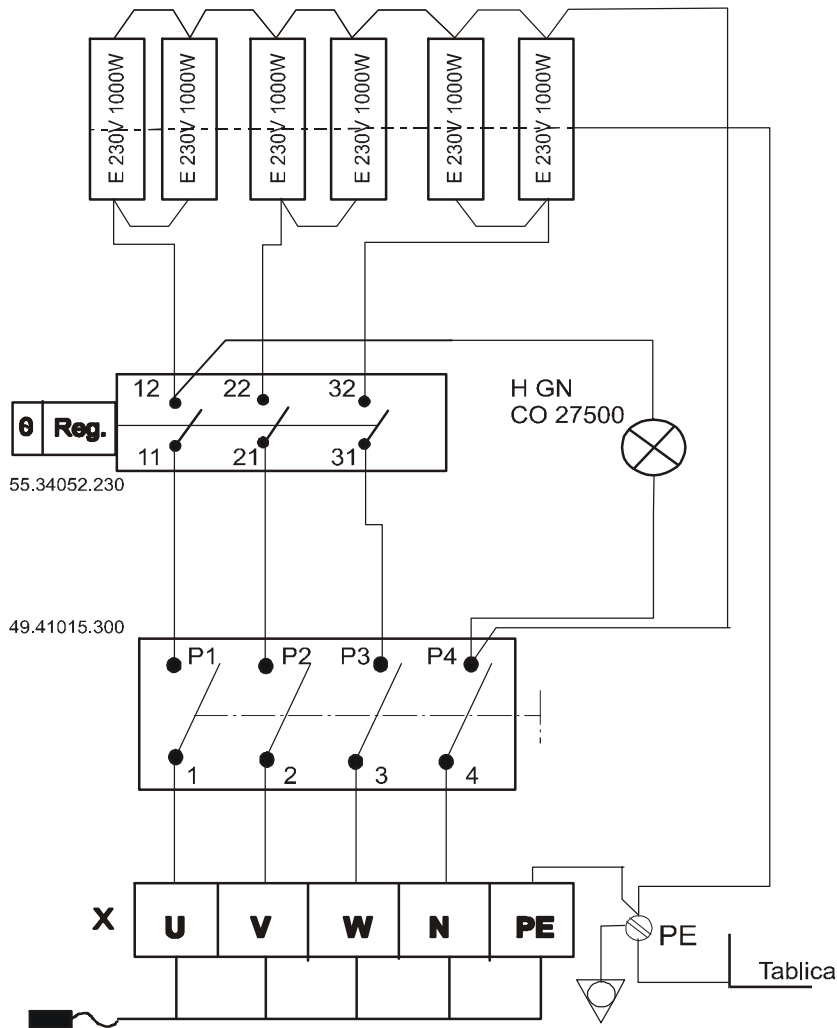 E 230V 1000W
E 230V 1000W
E 230V 1000W
E 230V 1000W
E 230V 1000W
E 230V 1000W
12 22 32
H GN
CO 27500
θ Reg.
11 21 31
55.34052.230
49.41015.300
P1 P2 P3 P4
1 2 3 4
X U V W N PE
PE
Tablica